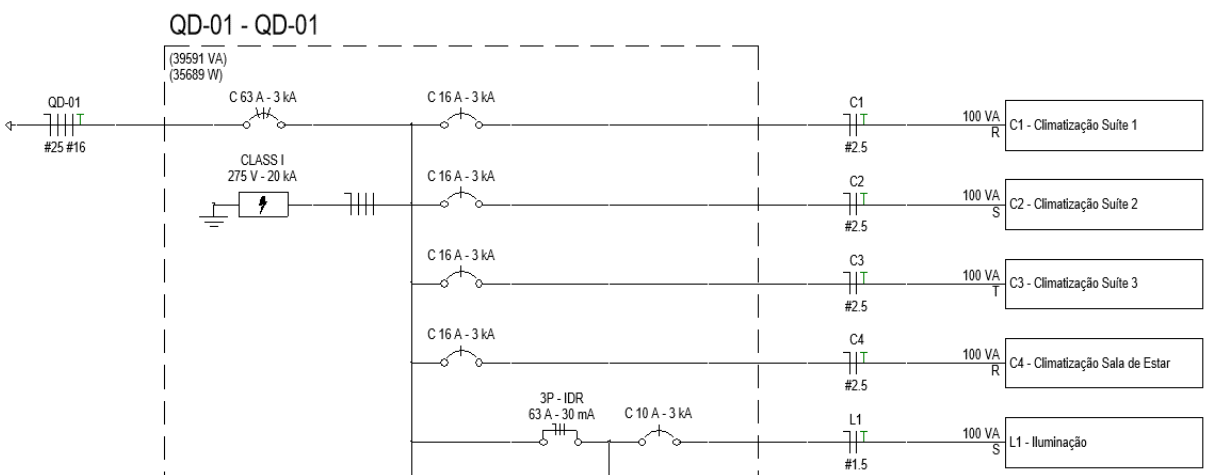 QD-01 - QD-01
(39591 VA)
(35689 W)
QD-01
#25 #16
C 63 A - 3 kA
C 16 A - 3 kA
C1
#2.5
100 VA
R
C1 - Climatização Suíte 1
CLASS I
275 V - 20 kA
C 16 A - 3 kA
C2
#2.5
100 VA
S
C2 - Climatização Suíte 2
C 16 A - 3 kA
C3
#2.5
100 VA
T
C3 - Climatização Suíte 3
C 16 A - 3 kA
C4
#2.5
100 VA
R
C4 - Climatização Sala de Estar
3P - IDR
63 A - 30 mA
C 10 A - 3 kA
L1
#1.5
100 VA
S
L1 - Iluminação